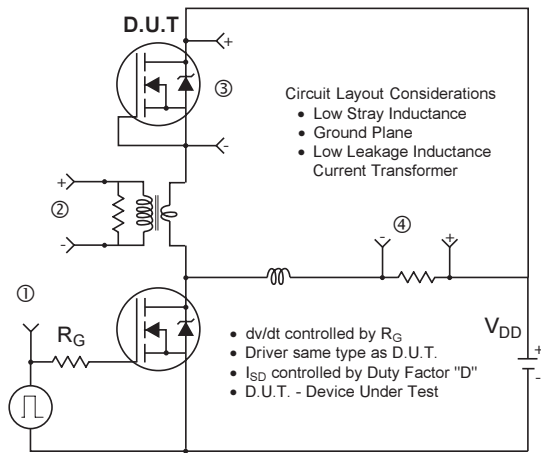 D.U.T
+
③
-
Circuit Layout Considerations
• Low Stray Inductance
• Ground Plane
• Low Leakage Inductance
Current Transformer
+
②
-
④
-
+
①
RG
VDD
+
-
• dv/dt controlled by RG
• Driver same type as D.U.T.
• ISD controlled by Duty Factor "D"
• D.U.T. - Device Under Test